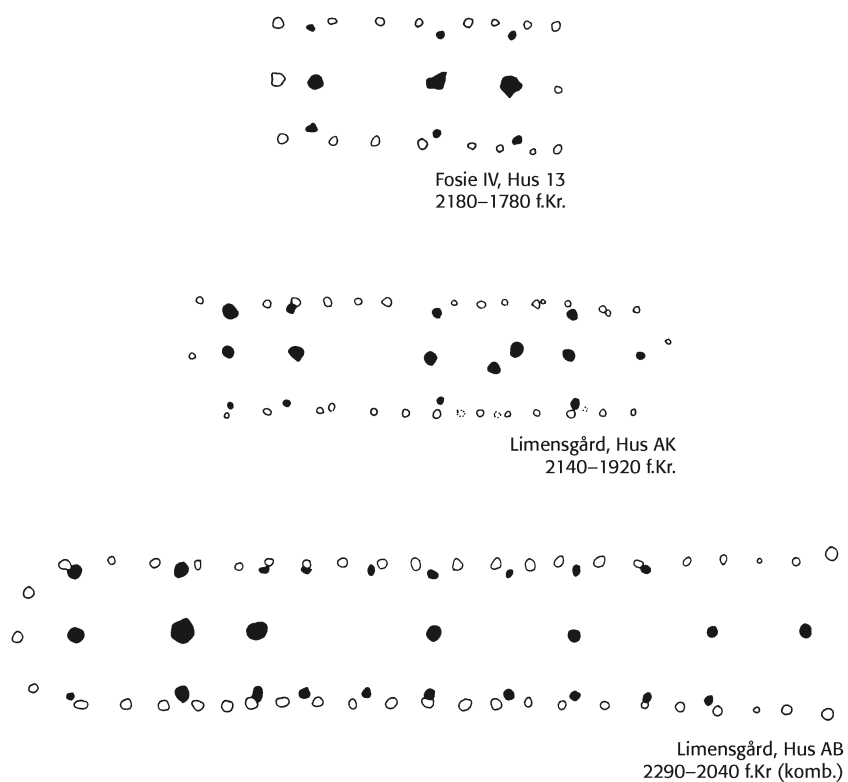 Fosie IV, Hus 13
2180–1780 f.Kr.
Limensgård, Hus AK
2140–1920 f.Kr.
Limensgård, Hus AB
2290–2040 f.Kr (komb.)